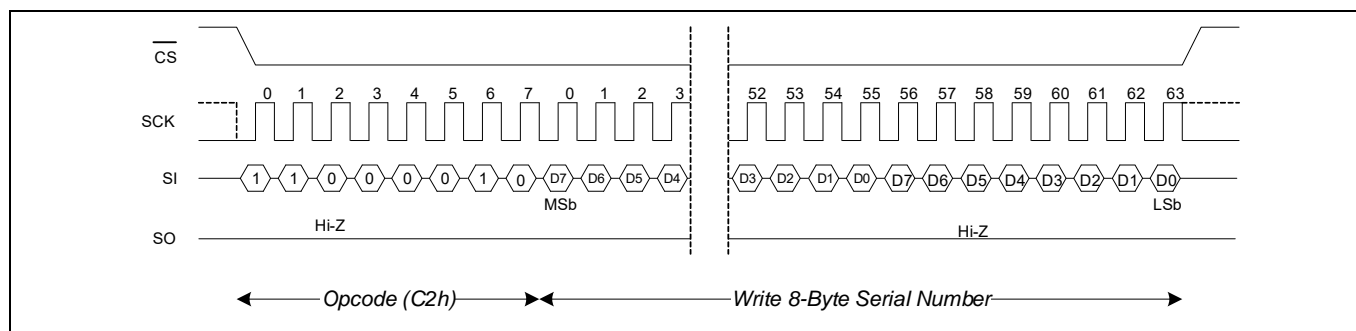 CS
0 1 2 3 4 5 6 7 0 1 2 3 52 53 54 55 56 57 58 59 60 61 62 63
SCK
SI 1 1 0 0 0 0 1 0 D7 D6 D5 D4 D3 D2 D1 D0 D7 D6 D5 D4 D3 D2 D1 D0
MSb LSb
SO Hi-Z Hi-Z
Opcode (C2h) Write 8-Byte Serial Number